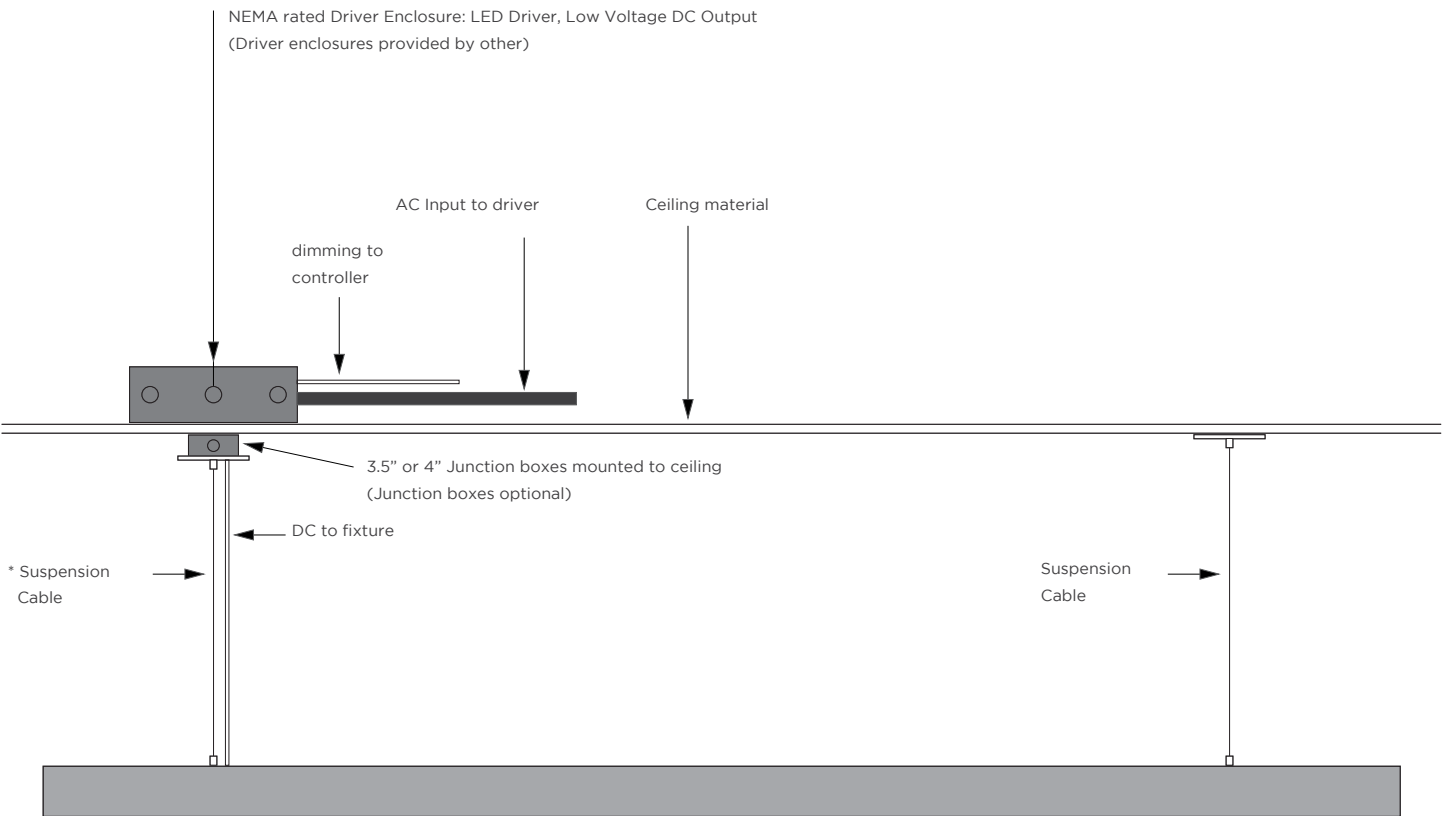 NEMA rated Driver Enclosure: LED Driver, Low Voltage DC Output
(Driver enclosures provided by other)
AC Input to driver
Ceiling material
dimming to
controller
3.5” or 4” Junction boxes mounted to ceiling
(Junction boxes optional)
DC to fixture
* Suspension
Cable
Suspension
Cable